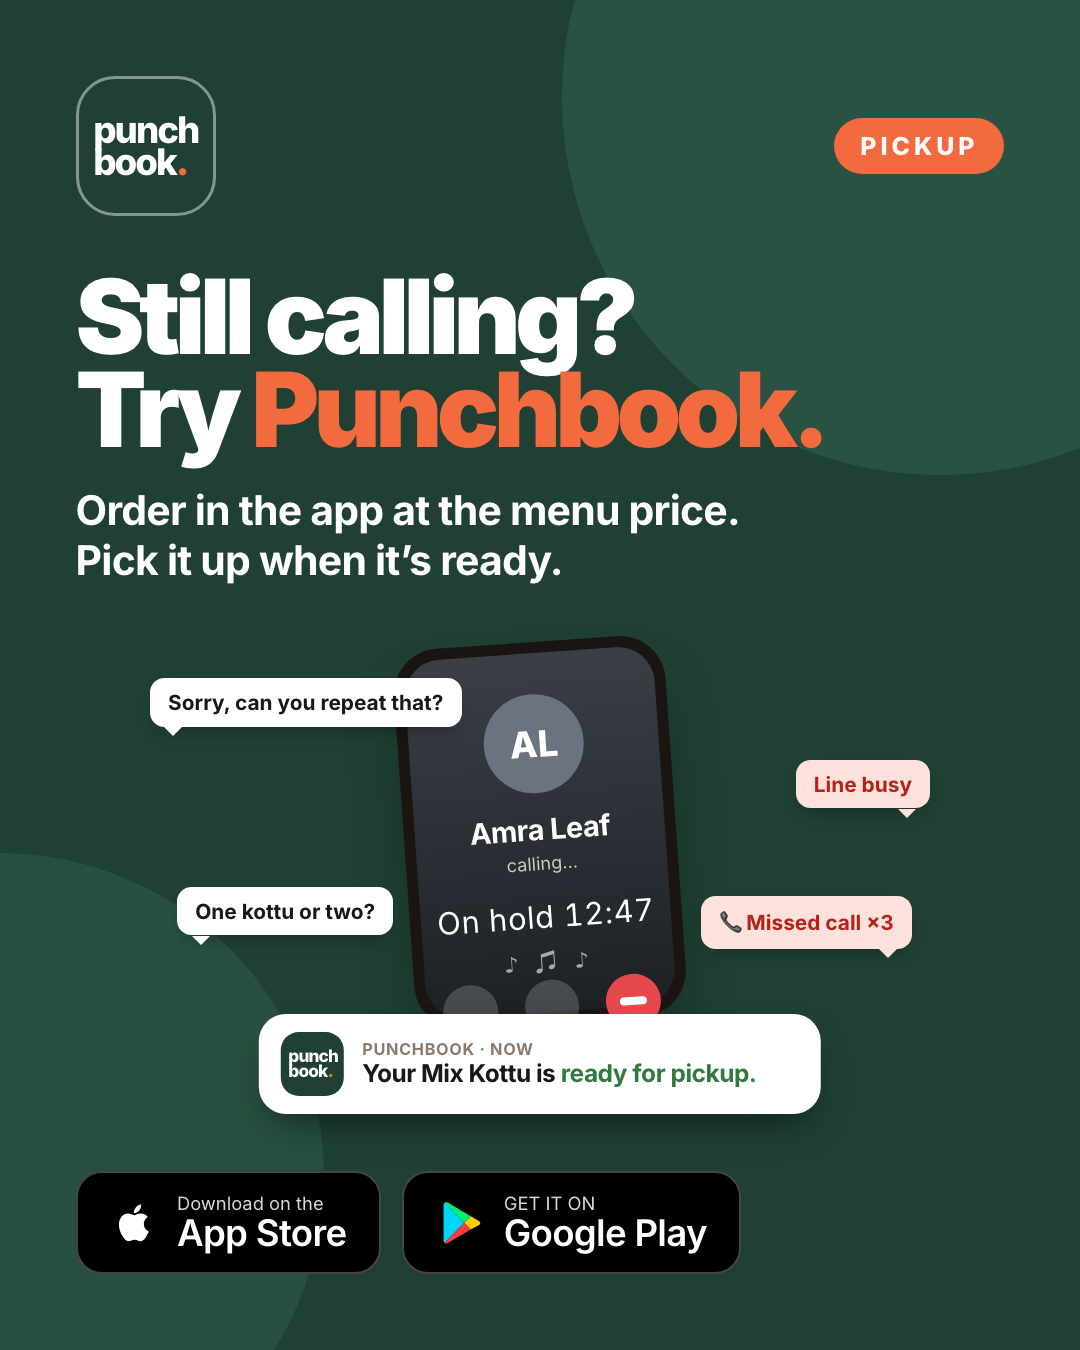 punch
book.
PICKUP
Still calling?
Try Punchbook.
Order in the app at the menu price.
Pick it up when it’s ready.
Sorry, can you repeat that?
AL
Line busy
Amra Leaf
calling...
One kottu or two?
On hold 12:47
Missed call ×3
punch
book.
PUNCHBOOK · NOW
Your Mix Kottu is ready for pickup.
Download on the
App Store
GET IT ON
Google Play